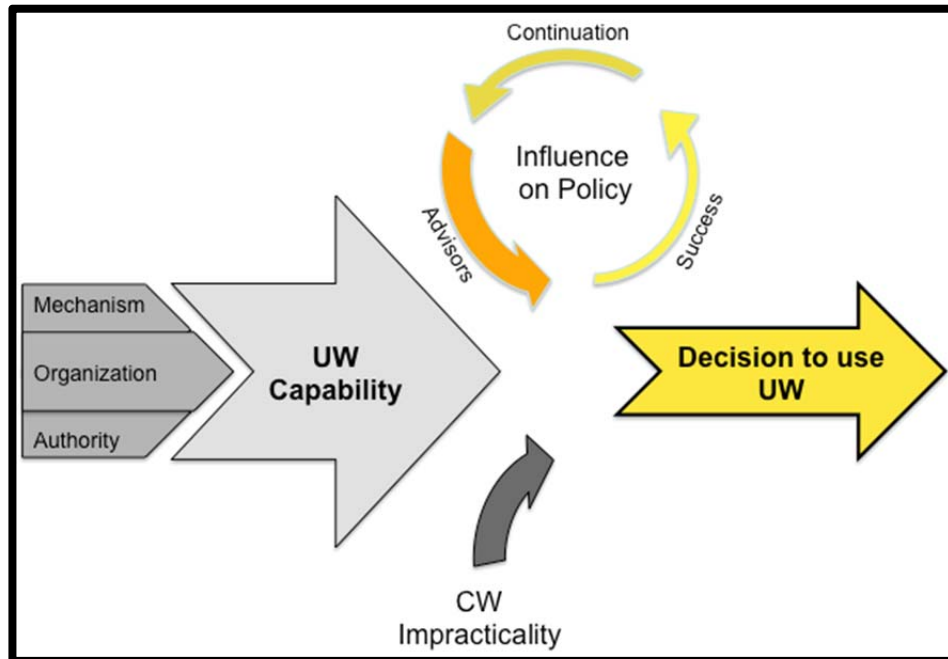 Continuation
Influence
on Policy
Advisors
Success
Mechanism
Organization
Authority
UW
Capability
Decision to use
UW
CW
Impracticality